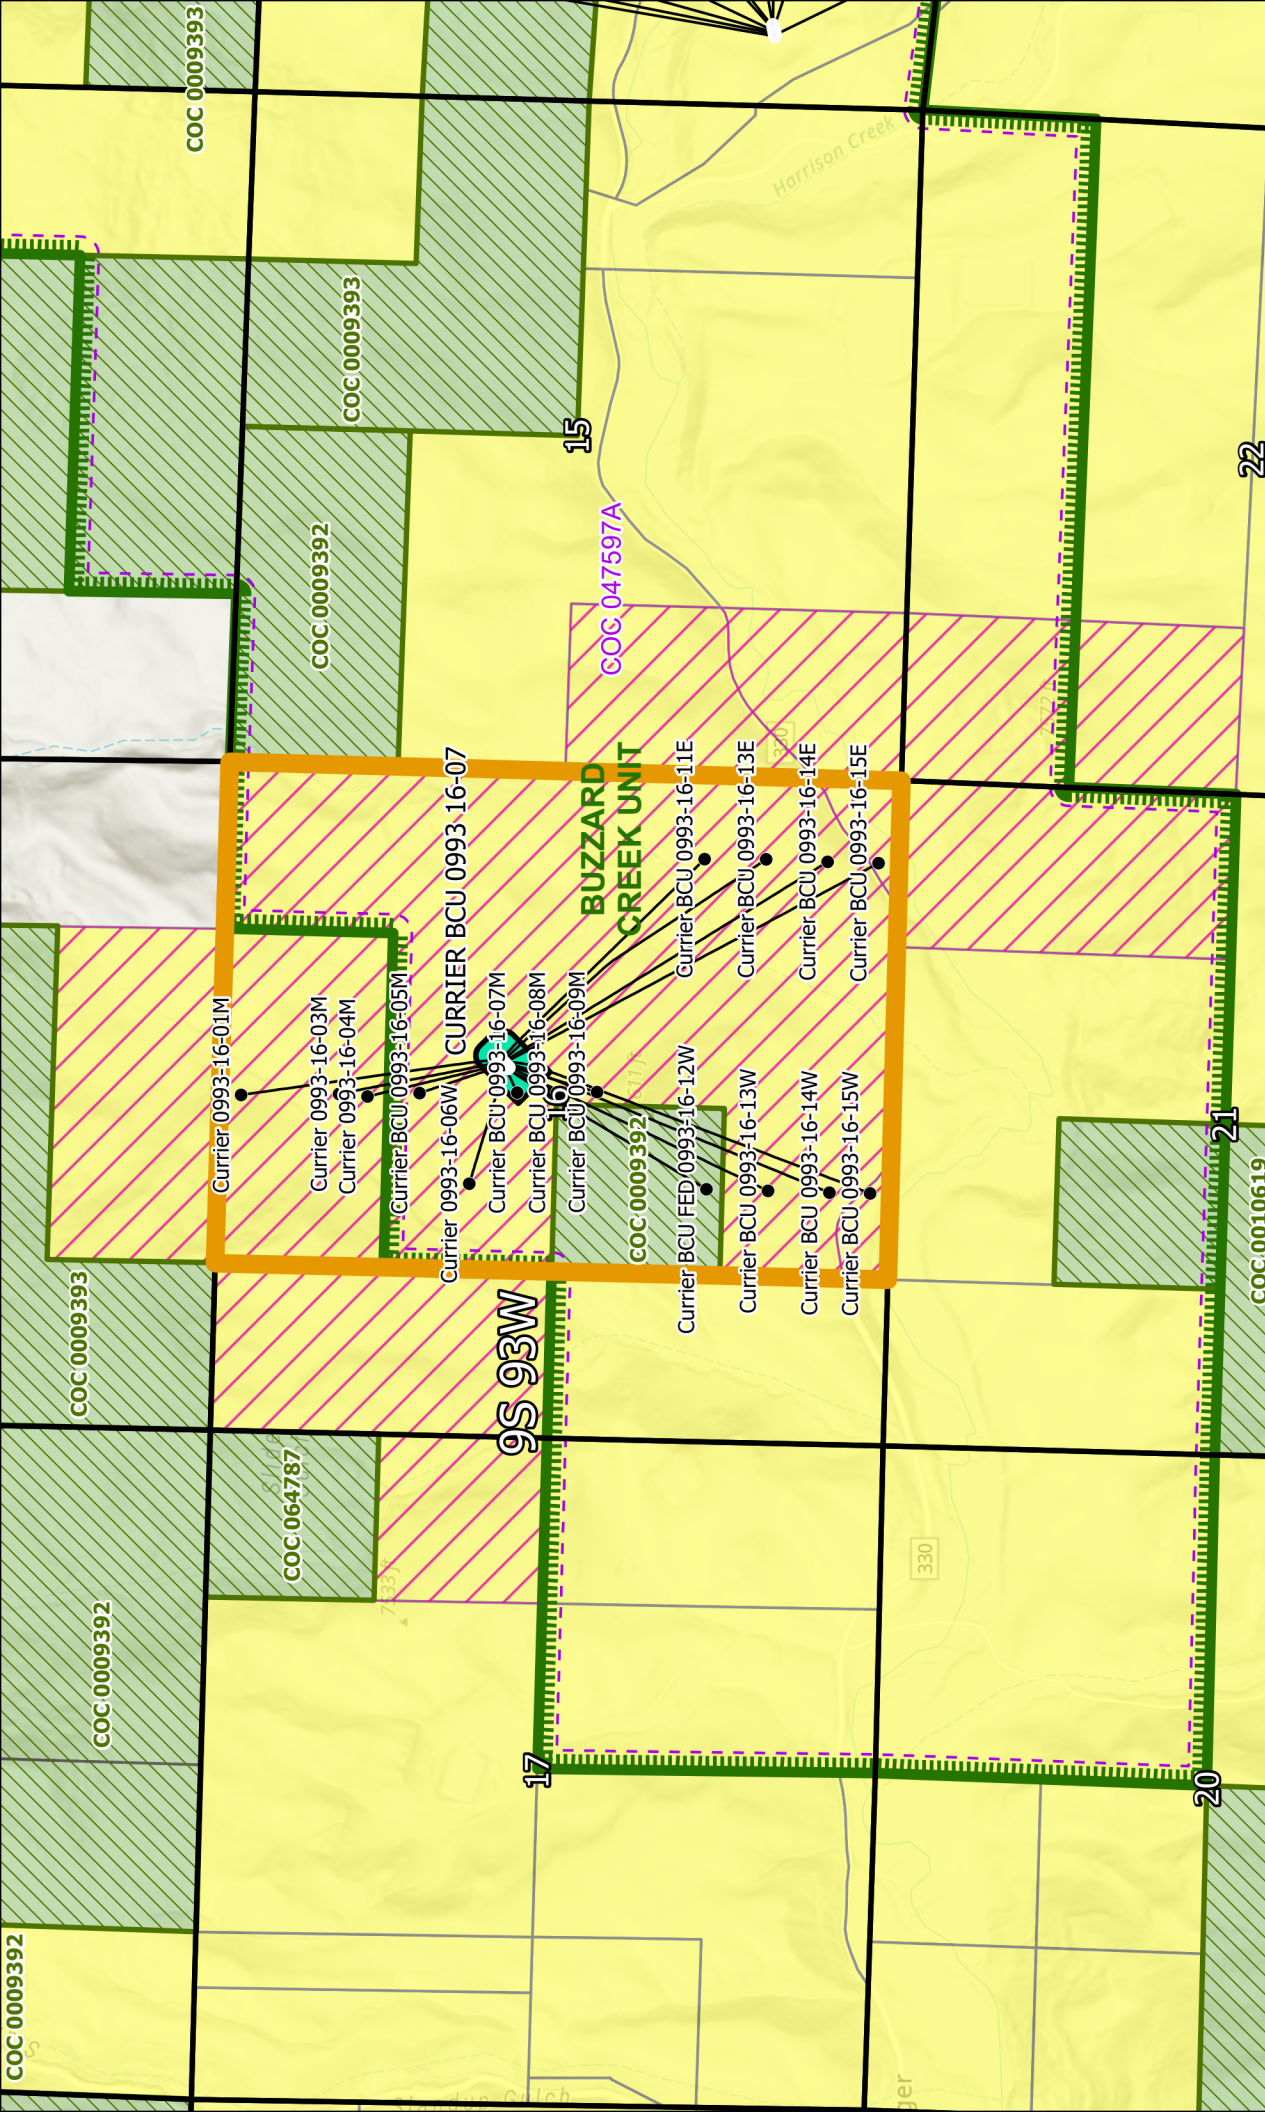 COC 0009393
Harrison Creek
COC 0009393
15
22
COC 0009392
COC 047597A
330
BUZZARD
CREEK UNIT
CURRIER BCU 0993 16-07
Currier BCU 0993-16-11E
Currier BCU 0993-16-13E
Currier BCU 0993-16-14E
Currier BCU 0993-16-15E
Currier 0993-16-01M
Currier 0993-16-03M
Currier 0993-16-04M
Currier BCU 0993-16-05M
Currier 0993-16-06W
Currier BCU 0993-16-07M
Currier BCU 0993-16-08M
Currier BCU 0993-16-09M
16
COC 0009392
Currier BCU FED 0993-16-12W
Currier BCU 0993-16-13W
Currier BCU 0993-16-14W
Currier BCU 0993-16-15W
21
COC 0010619
COC 0009393
9S 93W
COC 064787
7533 ft
330
COC 0009392
17
20
COC 0009392
Standup Gulch